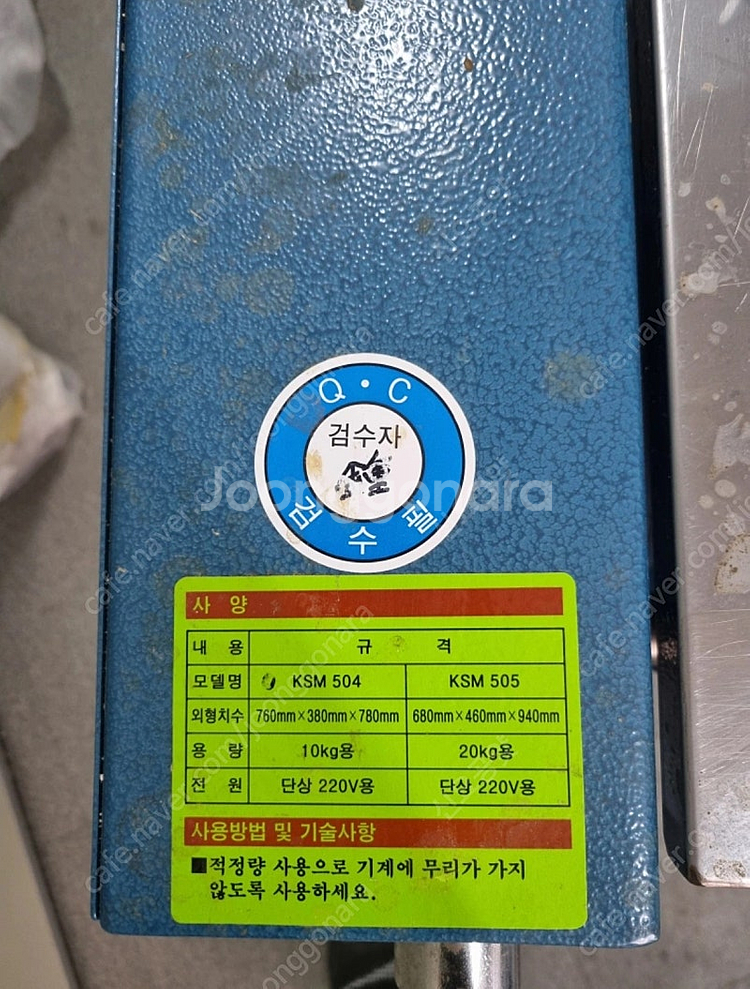 Q · C
검수자
검수필
Joonggonara
사 양
내 용 규 격
모델명 KSM 504 KSM 505
외형치수 760mm×380mm×780mm 680mm×460mm×940mm
용 량 10kg용 20kg용
전 원 단상 220V용 단상 220V용
사용방법 및 기술사항
■적정량 사용으로 기계에 무리가 가지
않도록 사용하세요.